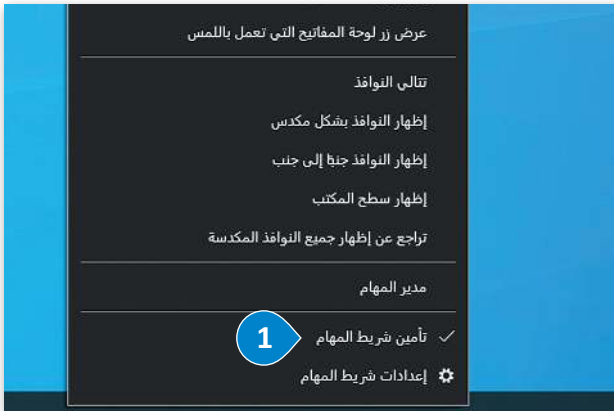 عرض زر لوحة المفاتيح التي تعمل باللمس
تتالي النوافذ
إظهار النوافذ بشكل مكدس
إظهار النوافذ جنبًا إلى جنب
إظهار سطح المكتب
تراجع عن إظهار جميع النوافذ المكدسة
مدير المهام
تأمين شريط المهام 1
إعدادات شريط المهام